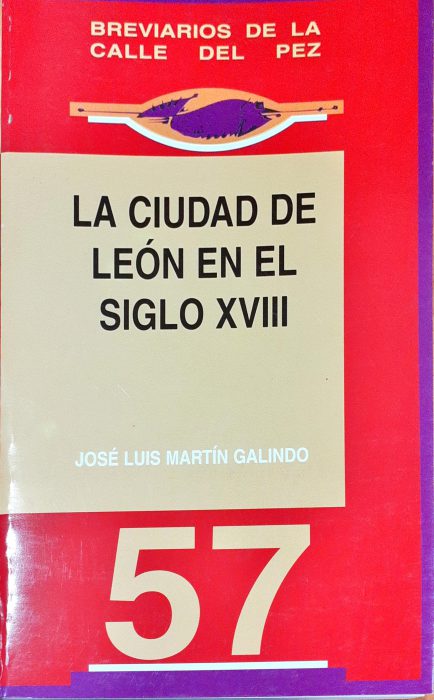 BREVIARIOS DE LA
CALLE DEL PEZ
LA CIUDAD DE
LEÓN EN EL
SIGLO XVIII
JOSÉ LUIS MARTÍN GALINDO
57